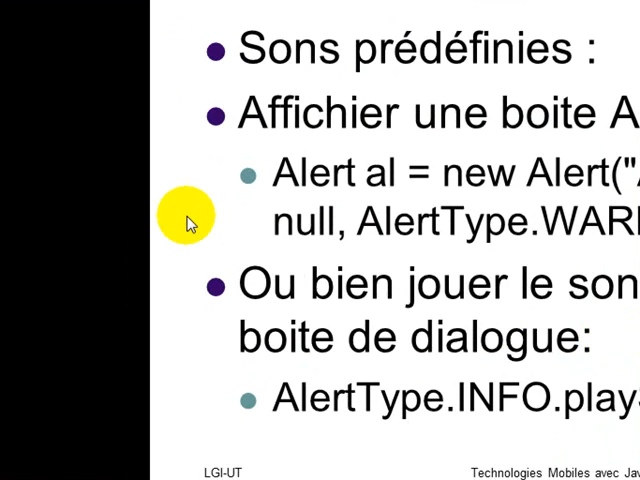 Sons prédéfinies :
Affichier une boite A
Alert al = new Alert("A
null, AlertType.WAR
Ou bien jouer le son
boite de dialogue:
AlertType.INFO.play
LGI-UT
Technologies Mobiles avec Jav